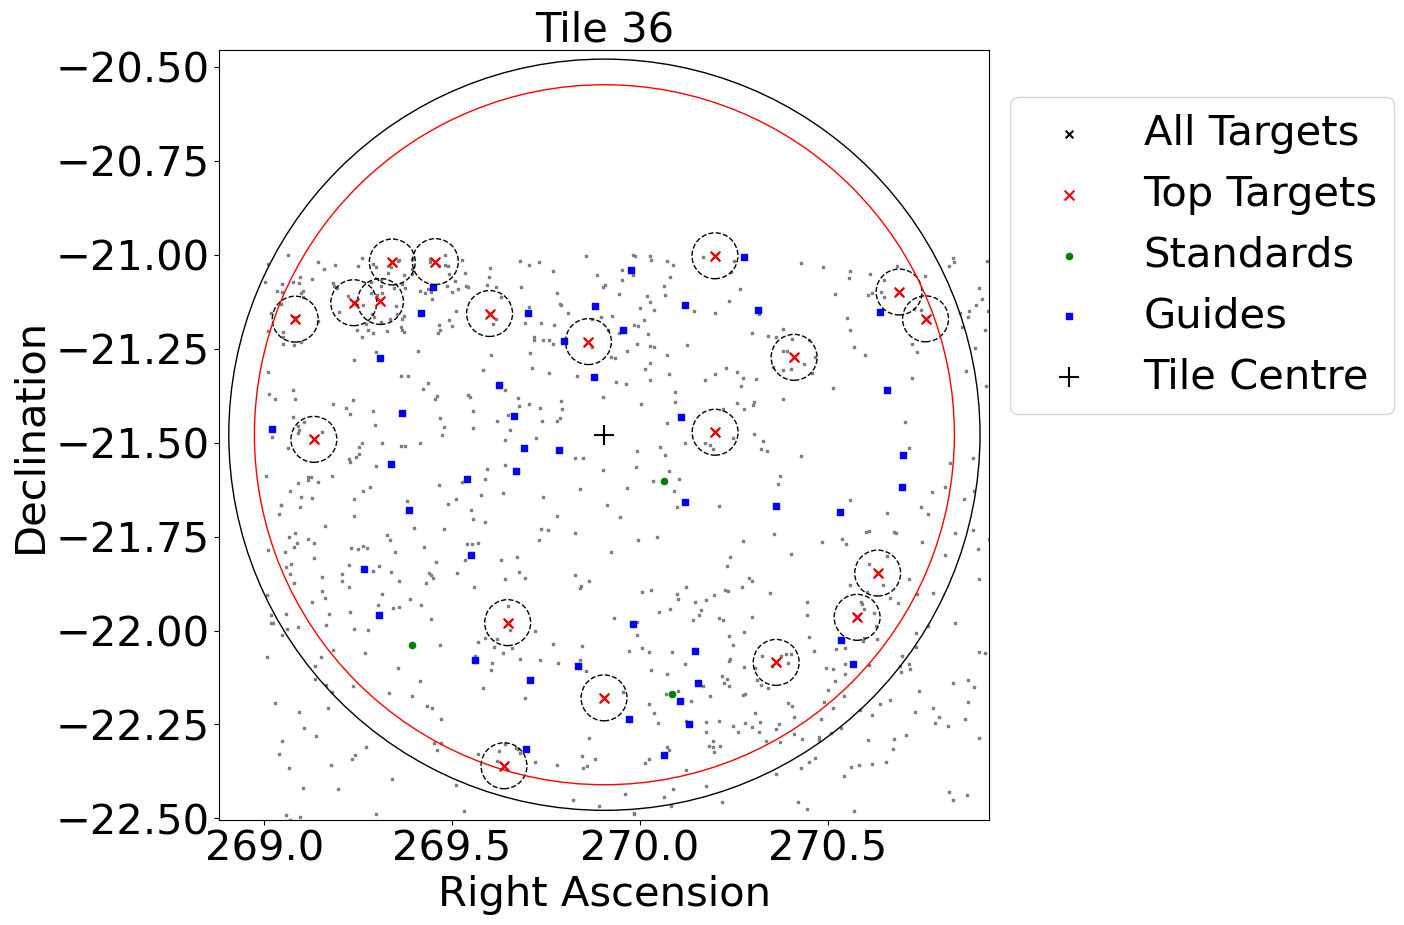 Tile 36
−20.50
−20.75
−21.00
−21.25
−21.50
−21.75
−22.00
−22.25
−22.50
Declination
269.0 269.5 270.0 270.5
Right Ascension
All Targets
Top Targets
Standards
Guides
Tile Centre